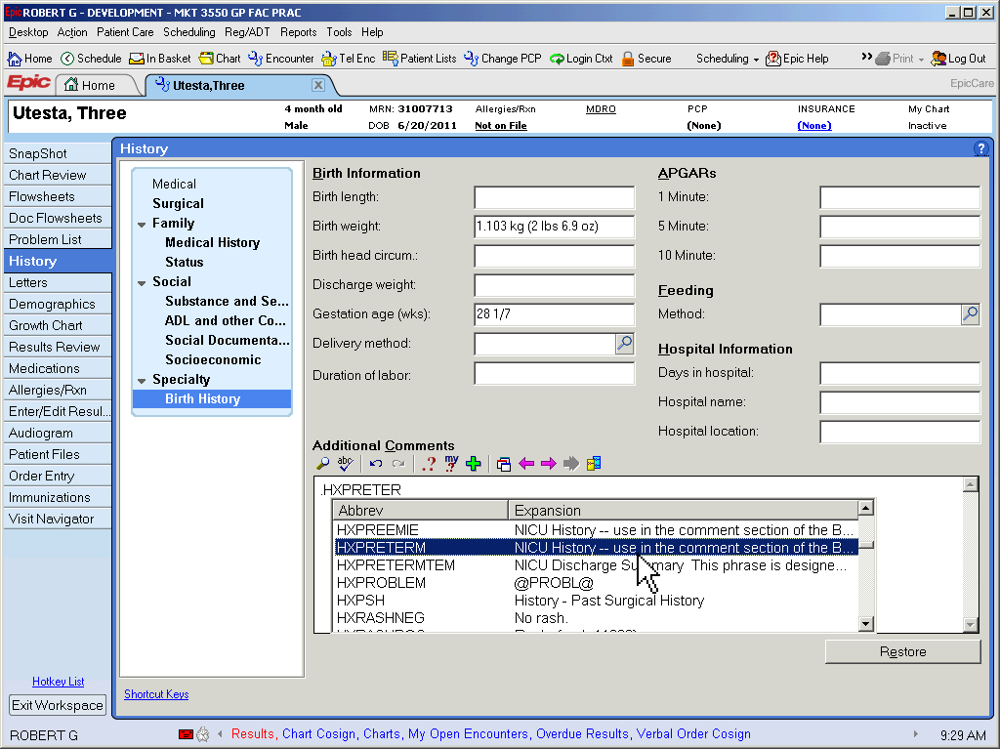 Epic ROBERT G - DEVELOPMENT - MKT 3550 GP FAC PRAC
Desktop Action Patient Care Scheduling Reg/ADT Reports Tools Help
Home Schedule In Basket Chart Encounter Tel Enc Patient Lists Change PCP Login Ctxt Secure Scheduling Epic Help Print Log Out
Epic Home Utesta,Three EpicCare
Utesta, Three
4 month old MRN: 31007713 Allergies/Rxn MDRO PCP INSURANCE My Chart
Male DOB 6/20/2011 Not on File (None) (None) Inactive
SnapShot
Chart Review
Flowsheets
Doc Flowsheets
Problem List
History
Letters
Demographics
Growth Chart
Results Review
Medications
Allergies/Rxn
Enter/Edit Resul...
Audiogram
Patient Files
Order Entry
Immunizations
Visit Navigator
Hotkey List
Exit Workspace
History ?
Medical
Surgical
Family
Medical History
Status
Social
Substance and Se...
ADL and other Co...
Social Documenta...
Socioeconomic
Specialty
Birth History
Shortcut Keys
Birth Information
Birth length:
Birth weight: 1.103 kg (2 lbs 6.9 oz)
Birth head circum.:
Discharge weight:
Gestation age (wks): 28 1/7
Delivery method:
Duration of labor:
APGARs
1 Minute:
5 Minute:
10 Minute:
Feeding
Method:
Hospital Information
Days in hospital:
Hospital name:
Hospital location:
Additional Comments
abc .? my .?
.HXPRETER
Abbrev Expansion
HXPREEMIE NICU History -- use in the comment section of the B...
HXPRETERM NICU History -- use in the comment section of the B...
HXPRETERMTEM NICU Discharge Summary This phrase is designe...
HXPROBLEM @PROBL@
HXPSH History - Past Surgical History
HXRASHNEG No rash.
Restore
ROBERT G Results, Chart Cosign, Charts, My Open Encounters, Overdue Results, Verbal Order Cosign 9:29 AM